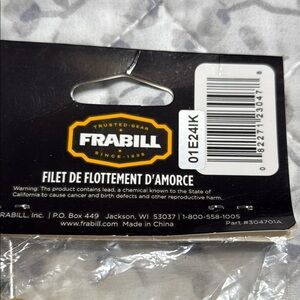 TRUSTED-GEAR
FRABILL
SINCE-1938
FILET DE FLOTTEMENT D'AMORCE
Warning: This product contains lead, a chemical known to the State of
California to cause cancer and birth defects and other reproductive harm.
RABILL, Inc. | P.O. Box 449 Jackson, WI 53037 | 1-800-558-1005
www.frabill.com Made in China
Part #304701A
01E24IK
0 82271 23047 8